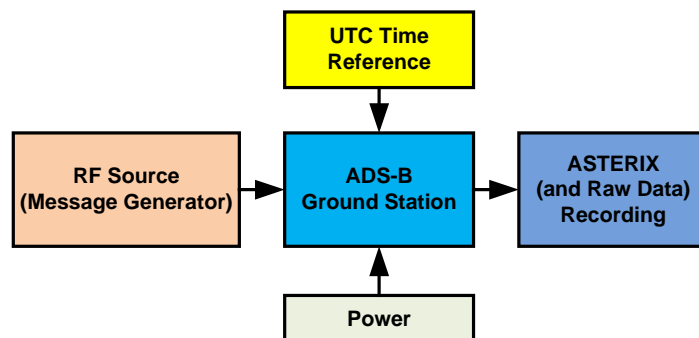 UTC Time
Reference
RF Source
(Message Generator)
ADS-B
Ground Station
ASTERIX
(and Raw Data)
Recording
Power